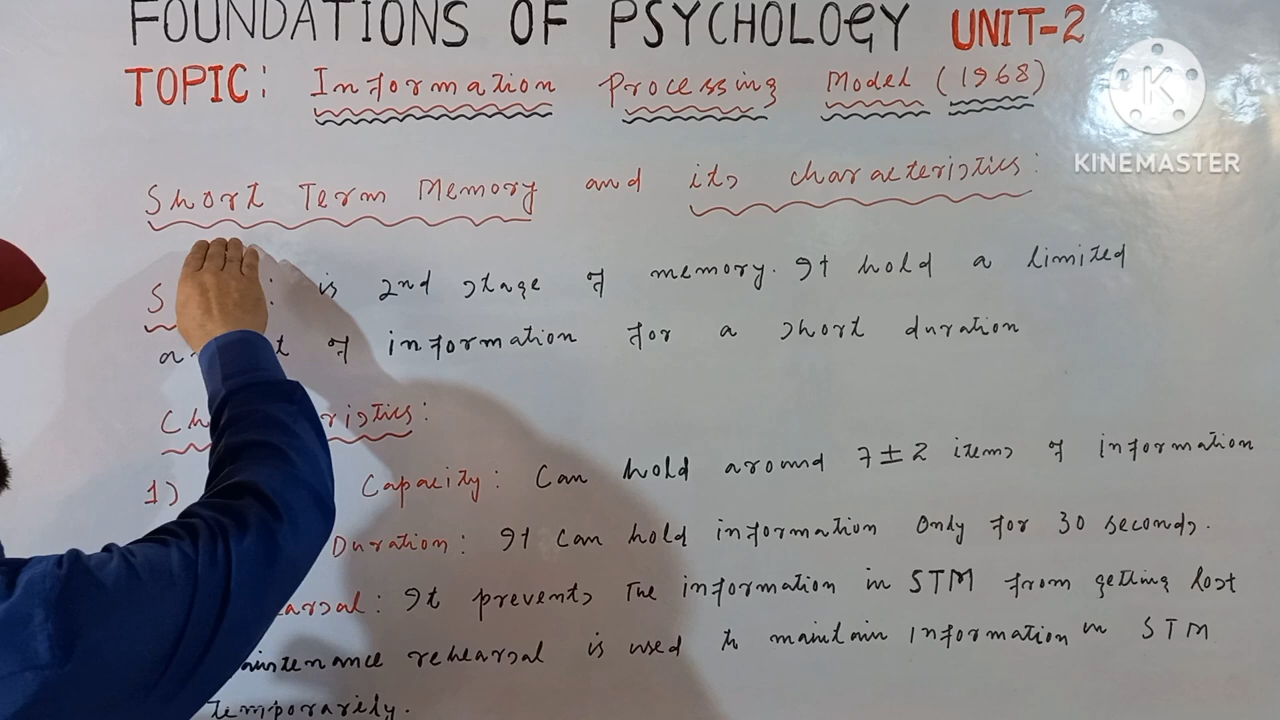 FOUNDATIONS OF PSYCHOLOGY UNIT-2
TOPIC: Information Processing Model (1968)
K
KINEMASTER
Short Term Memory and its characteristics:
S : is 2nd stage of memory. It hold a limited
a t of information for a short duration
Ch ristics:
1) Capacity: Can hold around 7±2 items of information
Duration: It can hold information only for 30 seconds.
earsal: It prevents the information in STM from getting lost
aintenance rehearsal is used to maintain information in STM
temporarily.